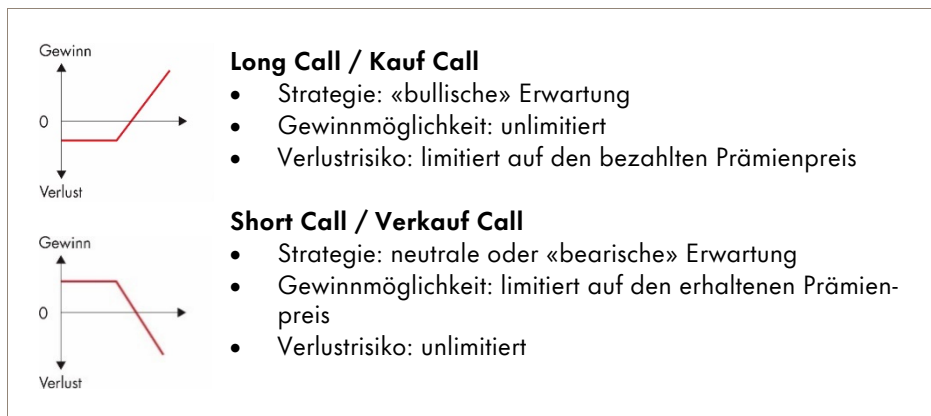 Gewinn
0
Verlust
Long Call / Kauf Call
• Strategie: «bullische» Erwartung
• Gewinnmöglichkeit: unlimitiert
• Verlustrisiko: limitiert auf den bezahlten Prämienpreis
Gewinn
0
Verlust
Short Call / Verkauf Call
• Strategie: neutrale oder «bearische» Erwartung
• Gewinnmöglichkeit: limitiert auf den erhaltenen Prämien-
preis
• Verlustrisiko: unlimitiert